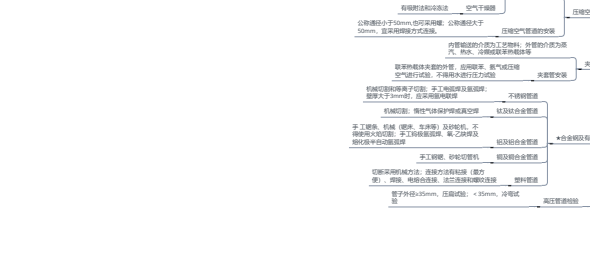 有吸附法和冷冻法
空气干燥器
压缩空
公称通径小于50mm,也可采用螺；公称通径大于
50mm，宜采用焊接方式连接。
压缩空气管道的安装
内管输送的介质为工艺物料；外管的介质为蒸
汽、热水、冷媒或联苯热载体等
联苯热载体夹套的外管，应用联苯、氮气或压缩
空气进行试验，不得用水进行压力试验
夹套管安装
夹
机械切割和等离子切割；手工电弧焊及氩弧焊；
壁厚大于3mm时，应采用氩电联焊
不锈钢管道
机械切割；惰性气体保护焊或真空焊
钛及钛合金管道
手工锯条、机械（锯床、车床等）及砂轮机，不
得使用火焰切割；手工钨极氩弧焊、氧-乙炔焊及
熔化极半自动氩弧焊
铝及铝合金管道
★合金钢及有
手工钢锯、砂轮切管机
铜及铜合金管道
切断采用机械方法；连接方有粘接（最方
便）、焊接、电熔合连接、法兰连接和螺纹连接
塑料管道
管子外径≥35mm，压扁试验；＜35mm，冷弯试
验
高压管道检验